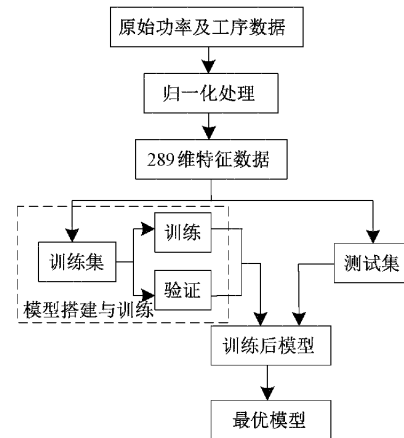 原始功率及工序数据
归一化处理
289维特征数据
训练集
训练
验证
测试集
模型搭建与训练
训练后模型
最优模型